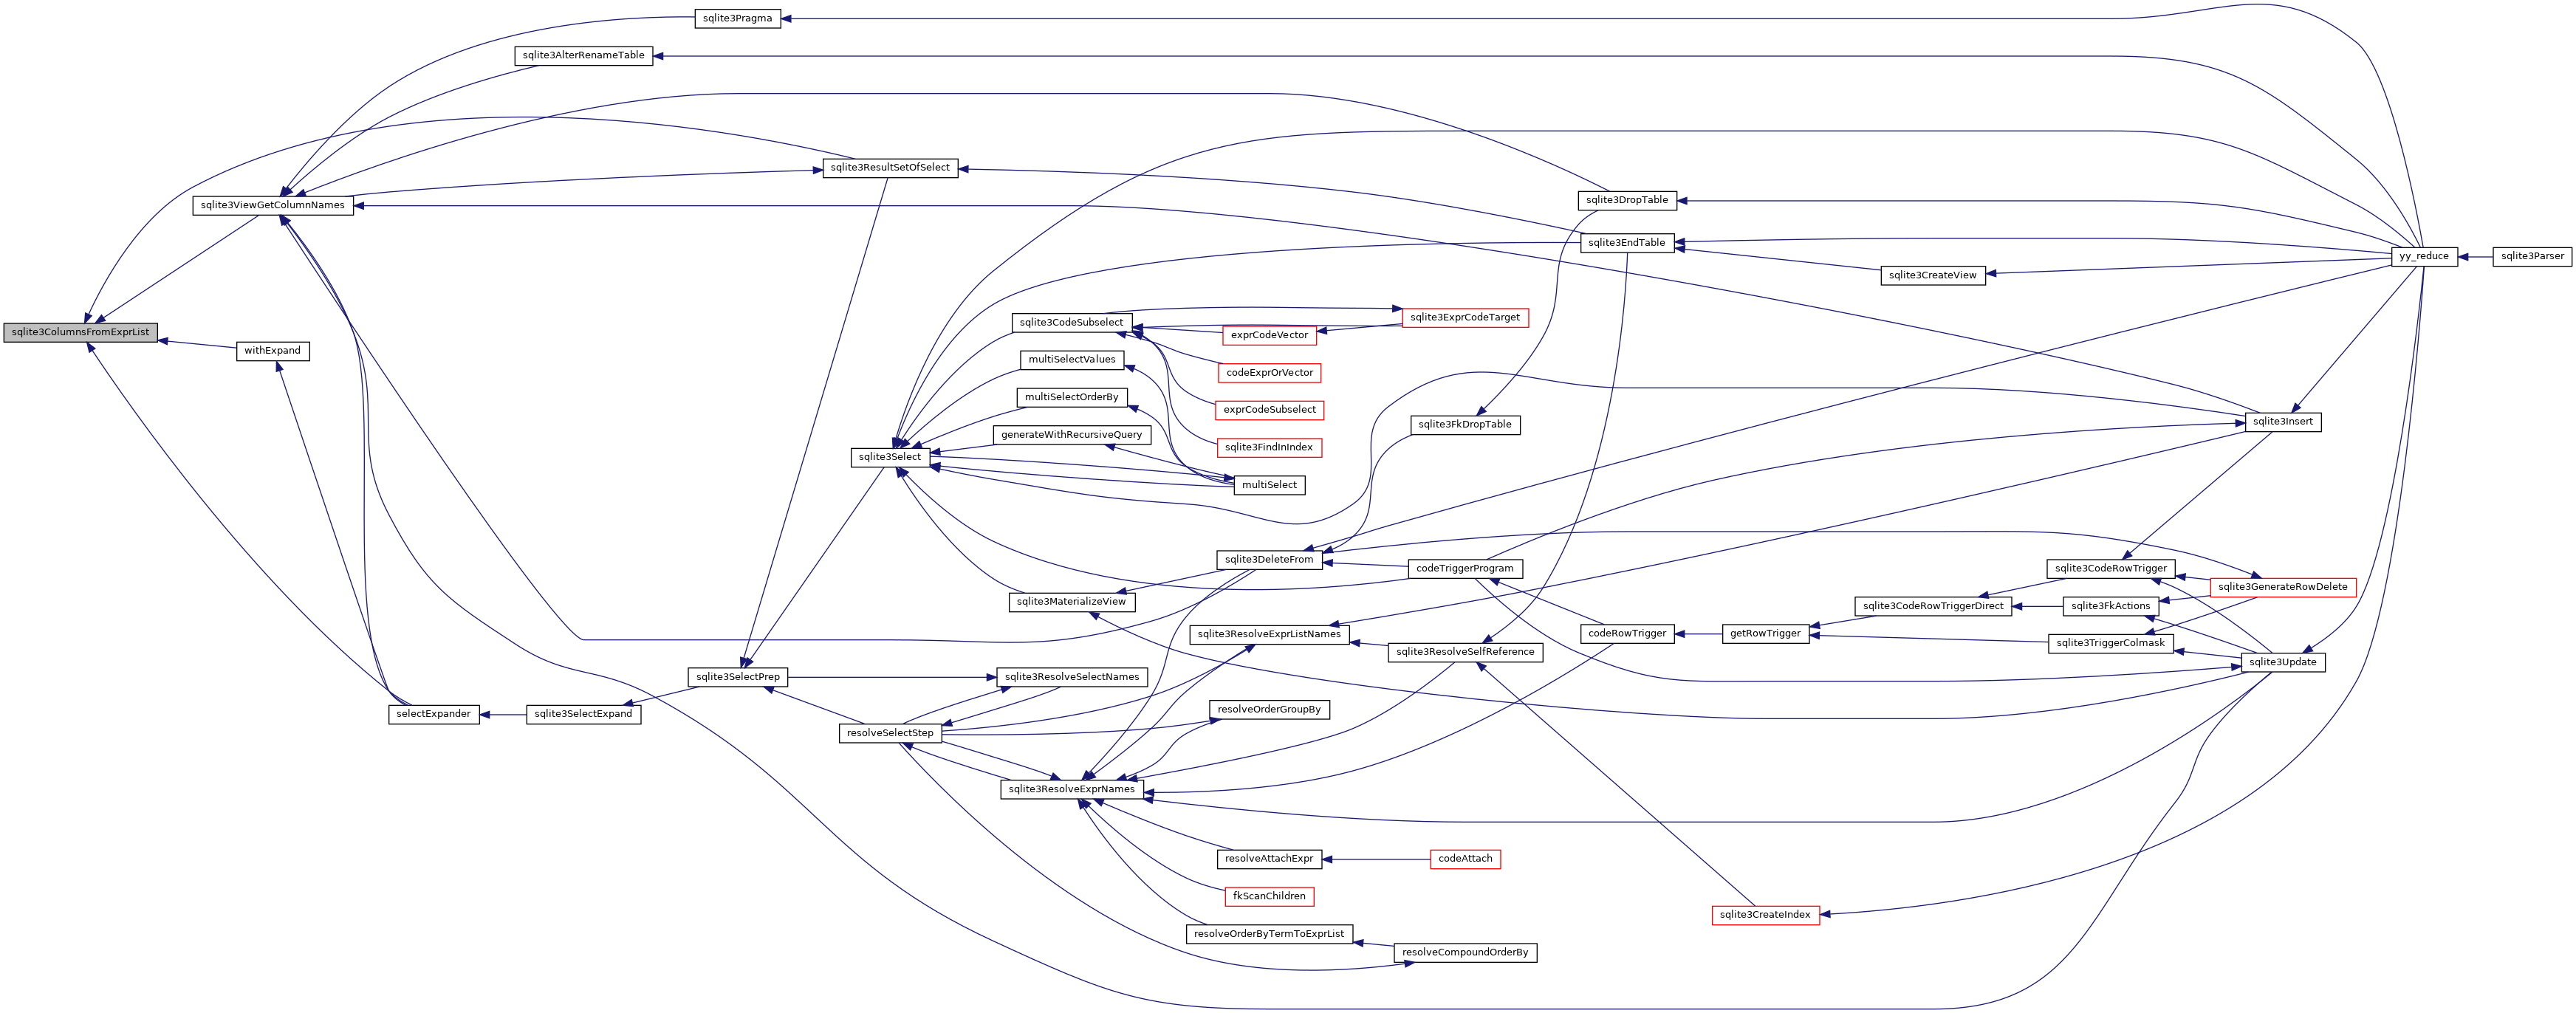 sqlite3Pragma
sqlite3AlterRenameTable
sqlite3ResultSetOfSelect
sqlite3ViewGetColumnNames
sqlite3DropTable
sqlite3EndTable
yy_reduce
sqlite3Parser
sqlite3CreateView
sqlite3ColumnsFromExprList
sqlite3CodeSubselect
sqlite3ExprCodeTarget
exprCodeVector
withExpand
multiSelectValues
codeExprOrVector
multiSelectOrderBy
exprCodeSubselect
sqlite3FkDropTable
sqlite3Insert
generateWithRecursiveQuery
sqlite3FindInIndex
sqlite3Select
multiSelect
sqlite3DeleteFrom
codeTriggerProgram
sqlite3CodeRowTrigger
sqlite3GenerateRowDelete
sqlite3MaterializeView
sqlite3CodeRowTriggerDirect
sqlite3FkActions
sqlite3ResolveExprListNames
codeRowTrigger
getRowTrigger
sqlite3TriggerColmask
sqlite3ResolveSelfReference
sqlite3Update
sqlite3SelectPrep
sqlite3ResolveSelectNames
selectExpander
sqlite3SelectExpand
resolveOrderGroupBy
resolveSelectStep
sqlite3ResolveExprNames
resolveAttachExpr
codeAttach
fkScanChildren
sqlite3CreateIndex
resolveOrderByTermToExprList
resolveCompoundOrderBy